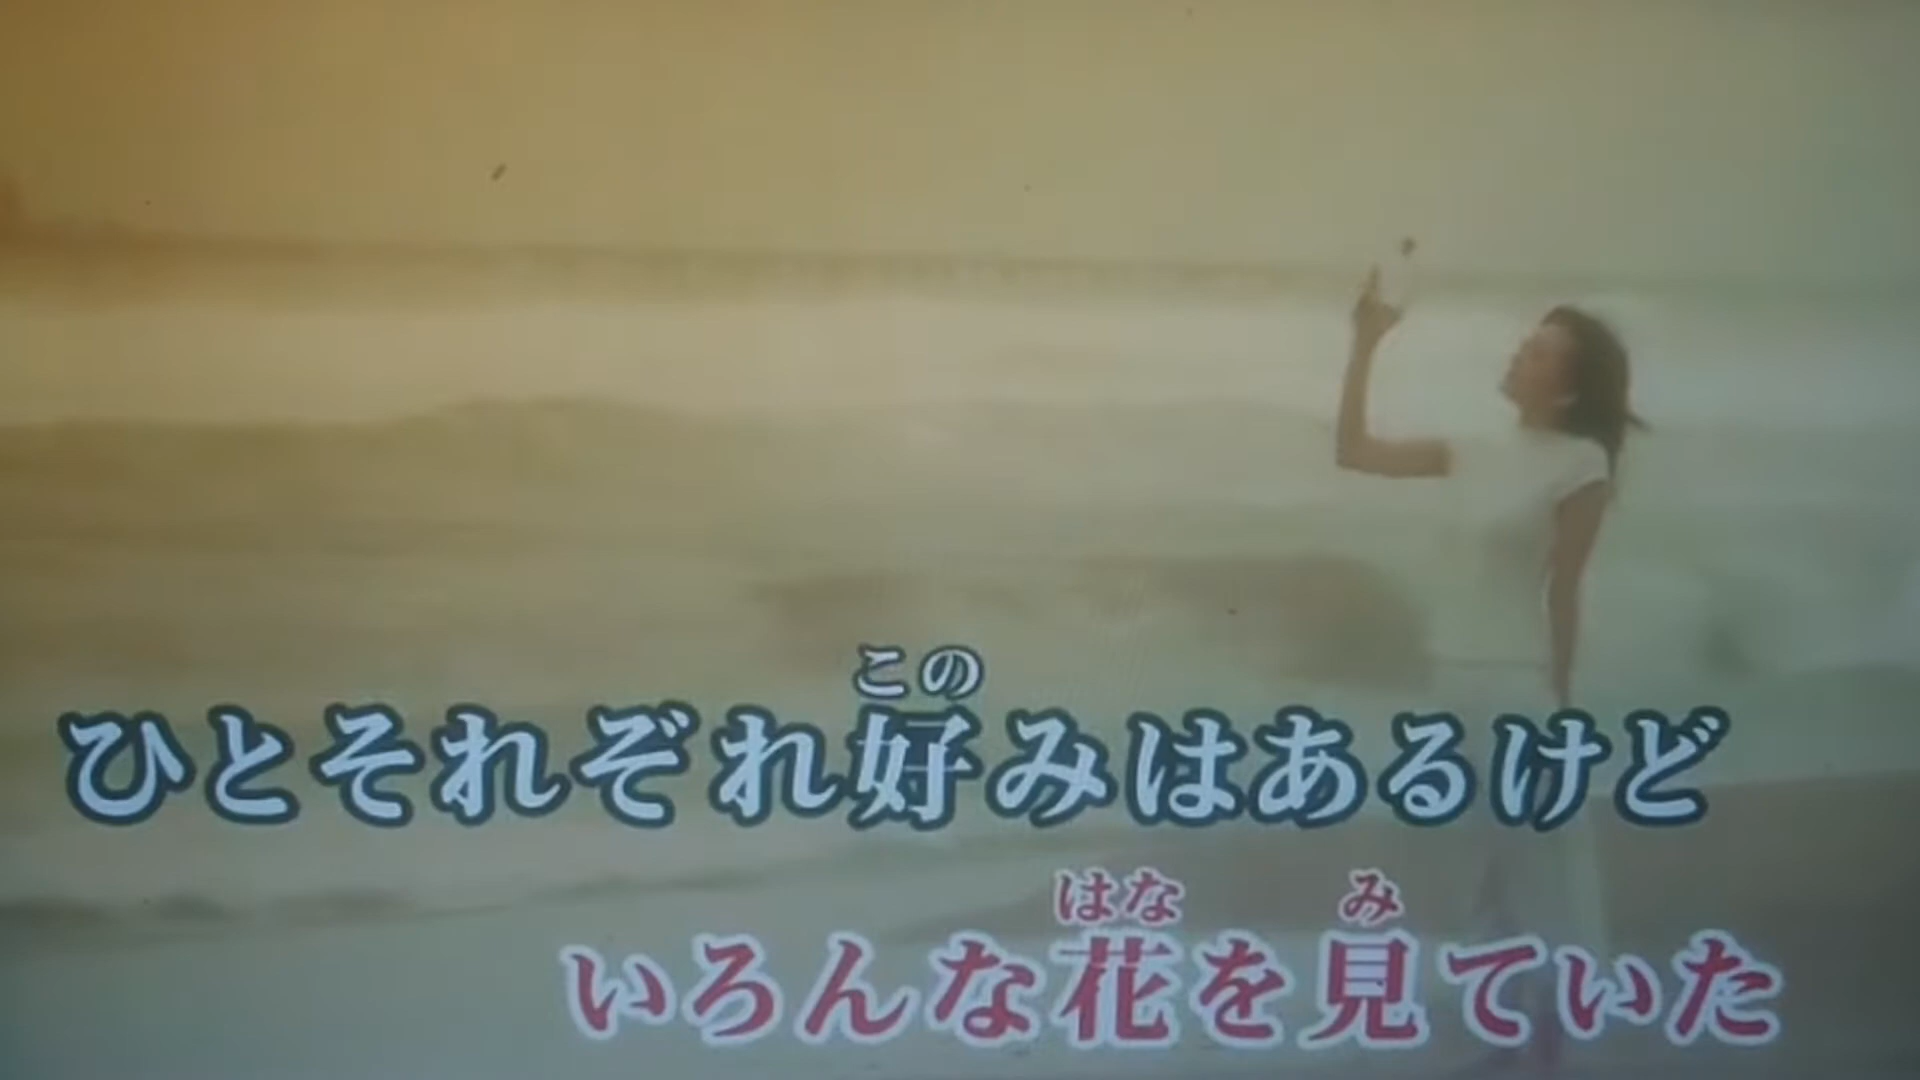 この
ひとそれぞれ好みはあるけど
はな み
いろんな花を見ていた